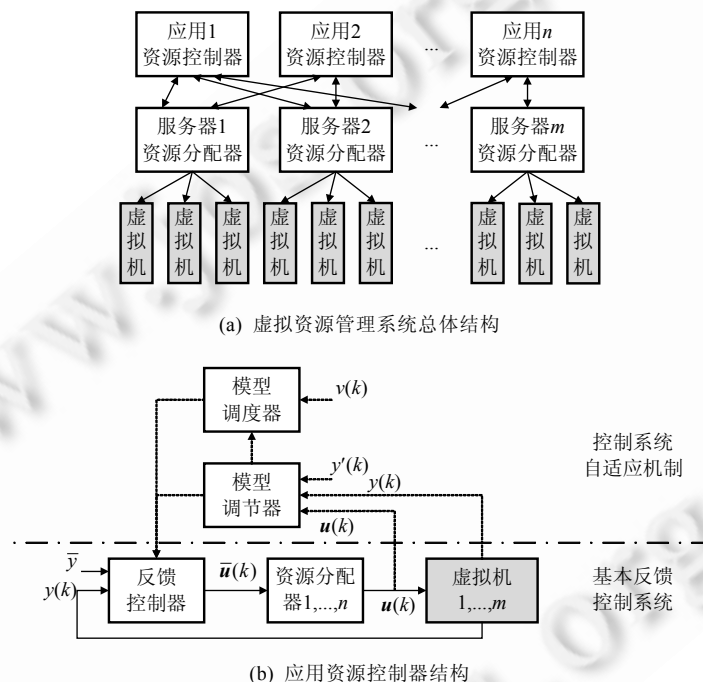 应用1
资源控制器
应用2
资源控制器
...
应用n
资源控制器
服务器1
资源分配器
服务器2
资源分配器
...
服务器m
资源分配器
虚拟机
虚拟机
虚拟机
虚拟机
虚拟机
虚拟机
...
虚拟机
虚拟机
虚拟机
(a) 虚拟资源管理系统总体结构
模型
调度器
v(k)
控制系统
自适应机制
模型
调节器
y′(k)
y(k)
u(k)
y̅
y(k)
反馈
控制器
u̅(k)
资源分配
器1,...,n
u(k)
虚拟机
1,...,m
基本反馈
控制系统
(b) 应用资源控制器结构